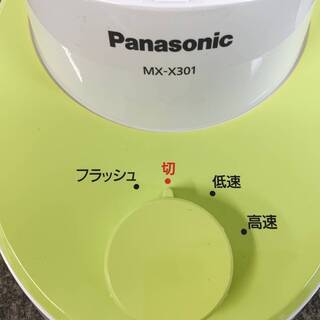 Panasonic
MX-X301
切
フラッシュ
低速
高速